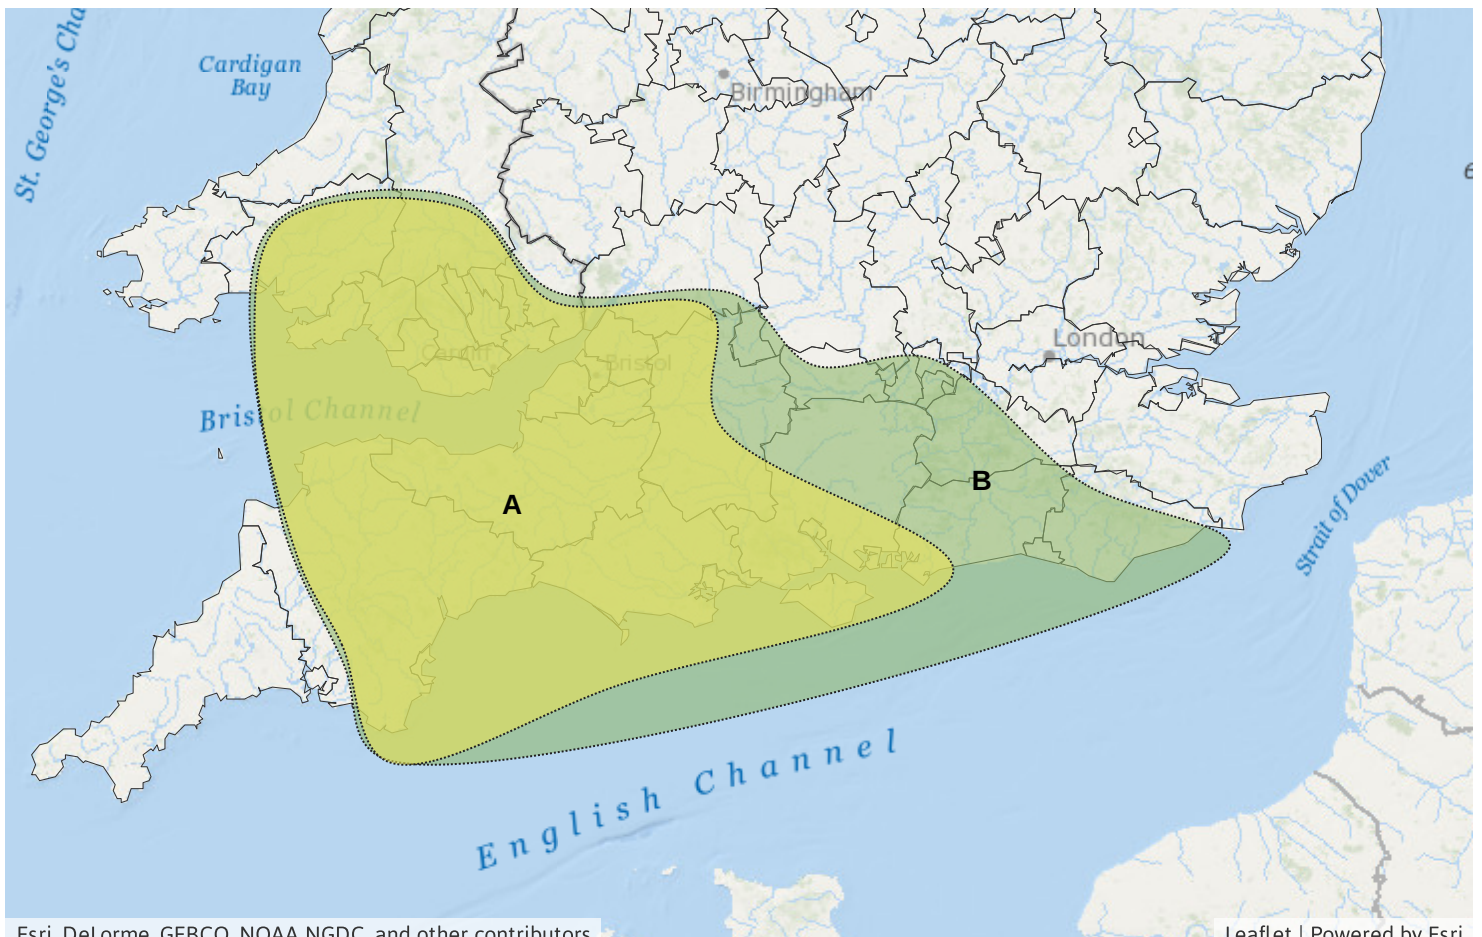 St. George's Cha
Cardigan
Bay
Birmingham
London
Cardiff
Bristol
Bristol Channel
A
B
Strait of Dover
English Channel
Esri, DeLorme, GEBCO, NOAA NGDC, and other contributors
Leaflet | Powered by Esri